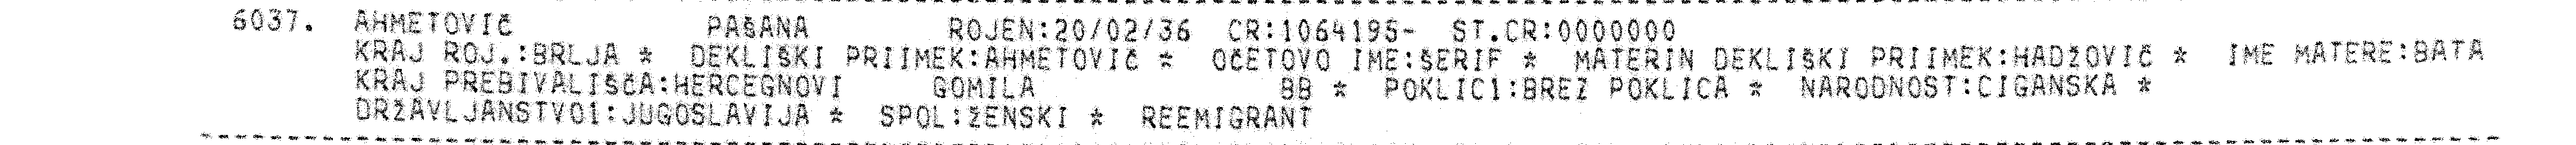 6037. AHMETOVIČ PAŠANA ROJEN:20/02/36 CR:1064195- ST.CR:0000000
KRAJ ROJ.:BRLJA * DEKLIŠKI PRIIMEK:AHMETOVIČ * OČETOVO IME:ŠERIF * MATERIN DEKLIŠKI PRIIMEK:HADŽOVIČ * IME MATERE:BATA
KRAJ PREBIVALIŠČA:HERCEGNOVI GOMILA BB * POKLIC1:BREZ POKLICA * NARODNOST:CIGANSKA *
DRŽAVLJANSTVO1:JUGOSLAVIJA * SPOL:ŽENSKI * REEMIGRANT